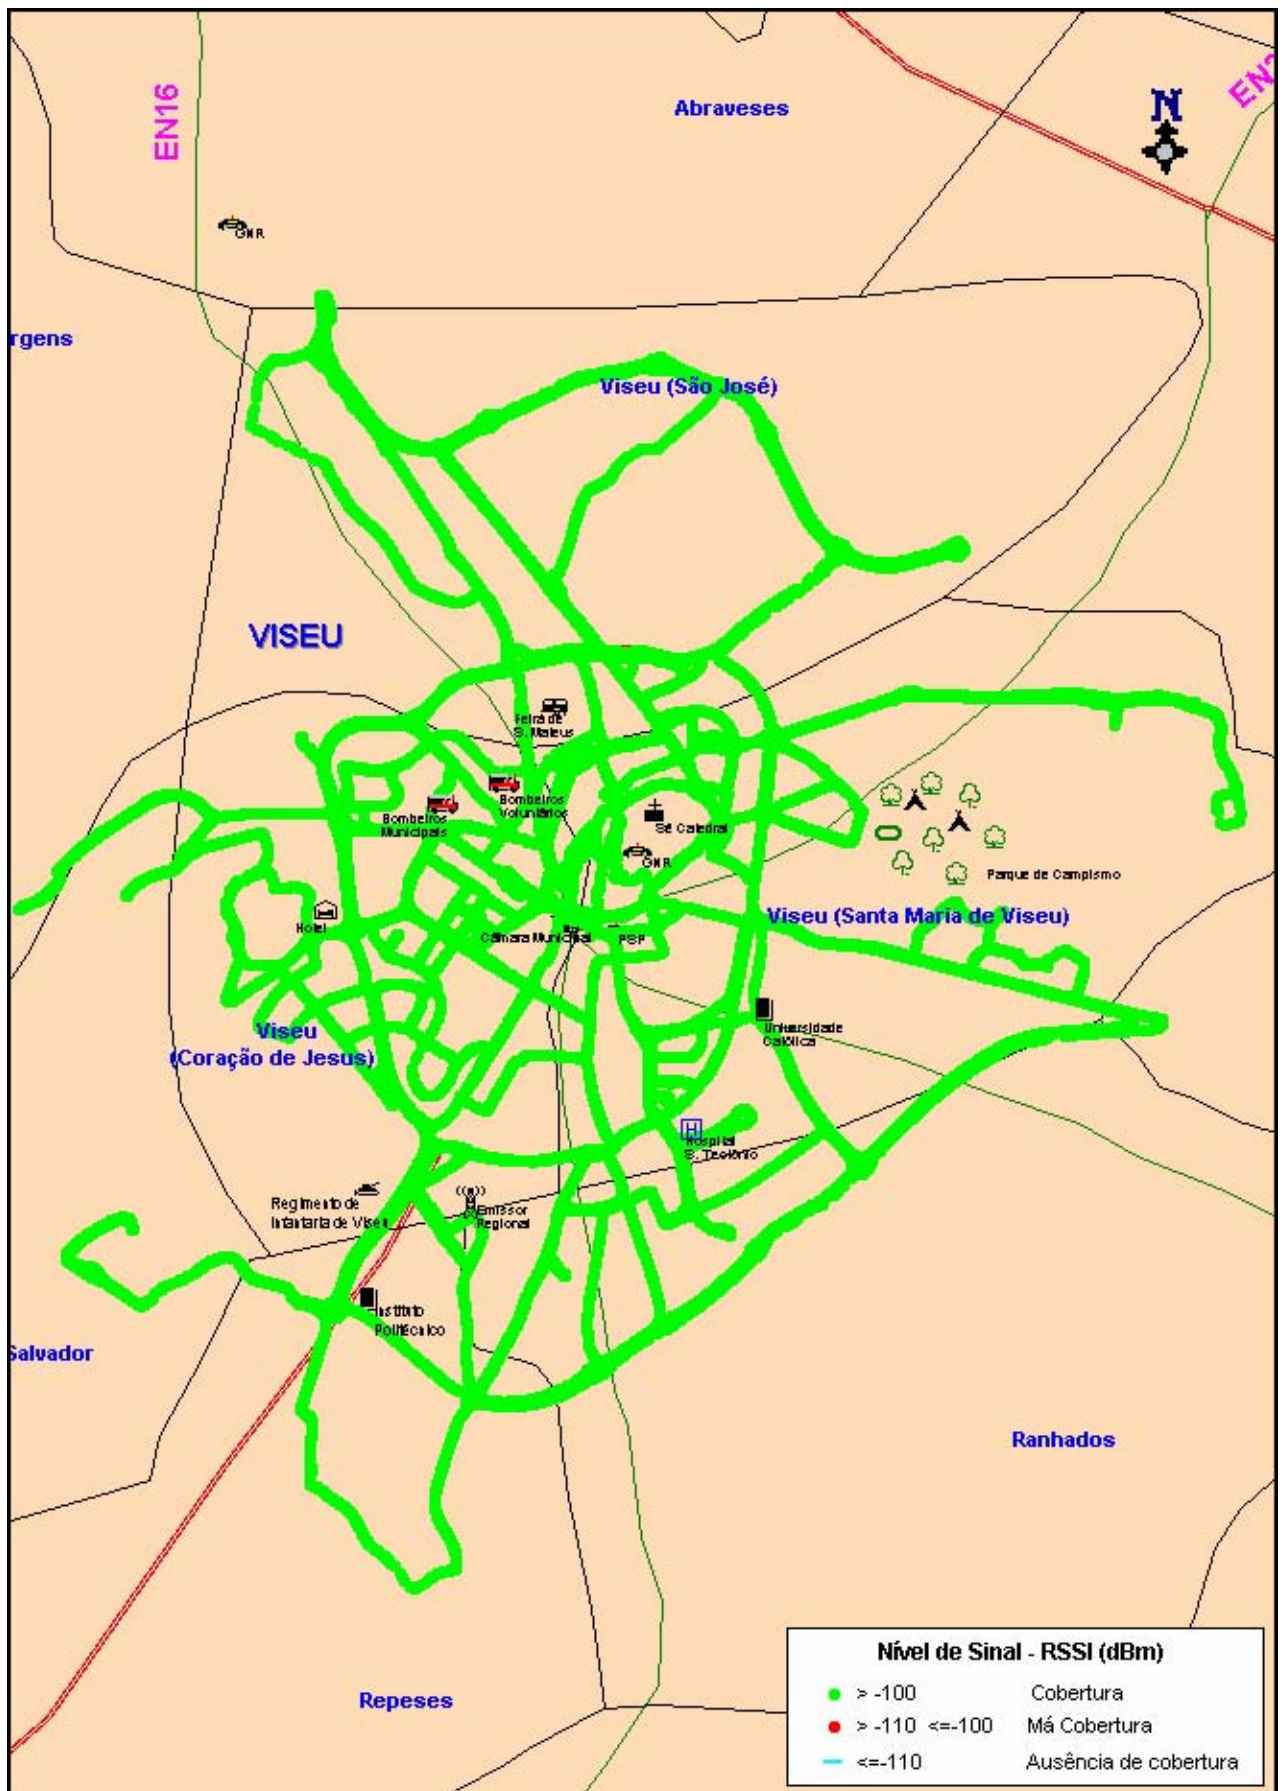 Abraveses
N
EN16
GNR
rgens
Viseu (São José)
VISEU
Feira de
S. Mateus
Bombeiros
Voluntários
Bombeiros
Municipais
Sé Catedral
GNR
Parque de Campismo
Hotel
Câmara Municipal
PSP
Viseu (Santa Maria de Viseu)
Universidade
Católica
Viseu
(Coração de Jesus)
H
Hospital
S. Teotónio
Regimento de
Infantaria de Viseu
Emissor
Regional
Instituto
Politécnico
Salvador
Ranhados
Repeses
Nível de Sinal - RSSI (dBm)
> -100 Cobertura
> -110 <=-100 Má Cobertura
<=-110 Ausência de cobertura